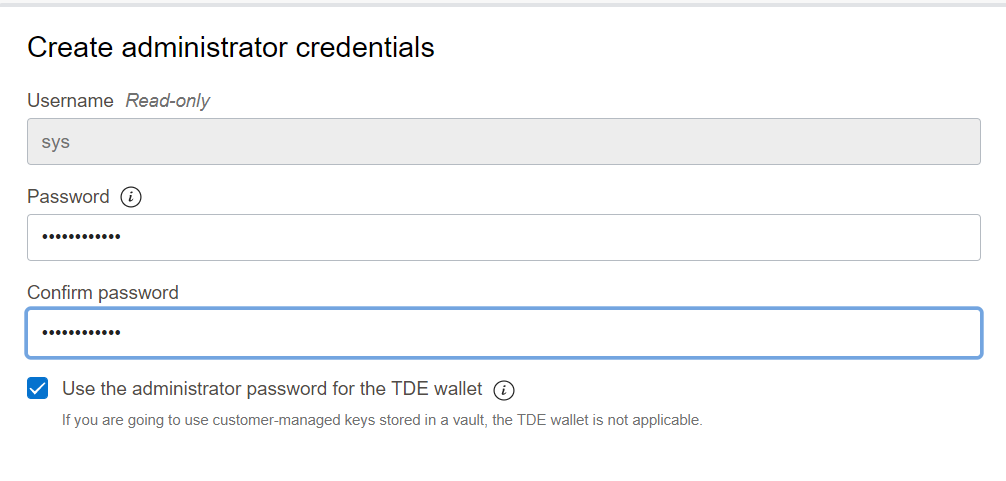 Create administrator credentials
Username Read-only
sys
Password i
••••••••••••
Confirm password
••••••••••••
Use the administrator password for the TDE wallet i
If you are going to use customer-managed keys stored in a vault, the TDE wallet is not applicable.